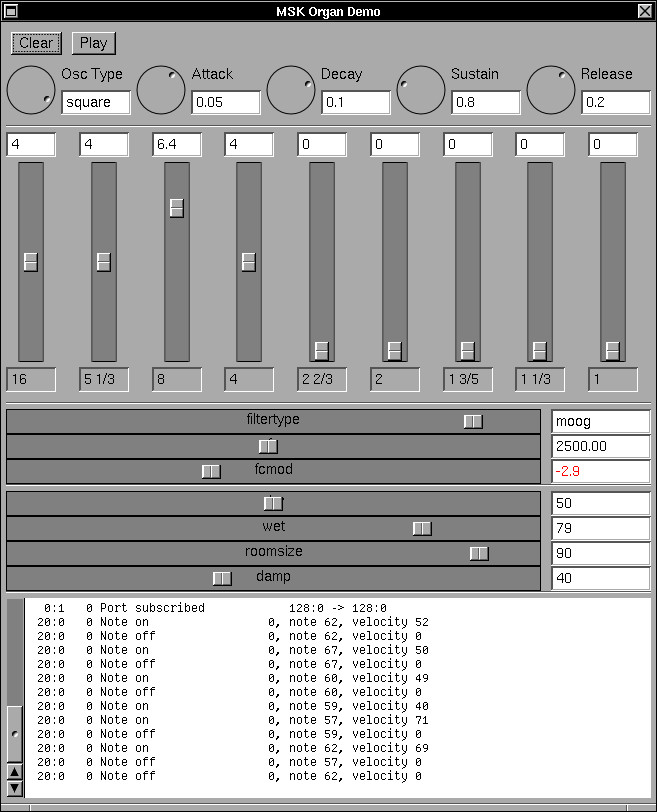 MSK Organ Demo
Clear Play
Osc Type Attack Decay Sustain Release
square 0.05 0.1 0.8 0.2
4 4 6.4 4 0 0 0 0 0
16 5 1/3 8 4 2 2/3 2 1 3/5 1 1/3 1
filtertype moog
2500.00
fcmod -2.9
50
wet 79
roomsize 90
damp 40
0:1 0 Port subscribed 128:0 -> 128:0
20:0 0 Note on 0, note 62, velocity 52
20:0 0 Note off 0, note 62, velocity 0
20:0 0 Note on 0, note 67, velocity 50
20:0 0 Note off 0, note 67, velocity 0
20:0 0 Note on 0, note 60, velocity 49
20:0 0 Note off 0, note 60, velocity 0
20:0 0 Note on 0, note 59, velocity 40
20:0 0 Note on 0, note 57, velocity 71
20:0 0 Note off 0, note 59, velocity 0
20:0 0 Note on 0, note 62, velocity 69
20:0 0 Note off 0, note 57, velocity 0
20:0 0 Note off 0, note 62, velocity 0